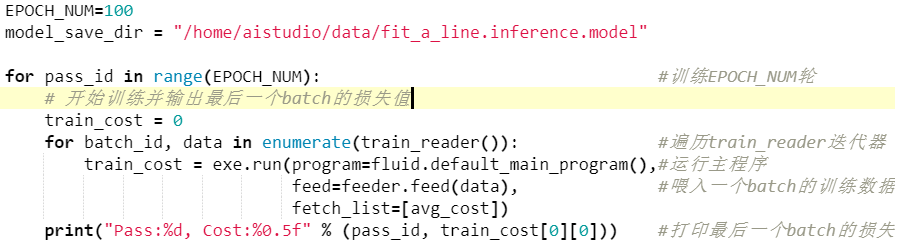 EPOCH_NUM=100
model_save_dir = "/home/aistudio/data/fit_a_line.inference.model"
for pass_id in range(EPOCH_NUM): #训练EPOCH_NUM轮
# 开始训练并输出最后一个batch的损失值
train_cost = 0
for batch_id, data in enumerate(train_reader()): #遍历train_reader迭代器
train_cost = exe.run(program=fluid.default_main_program(),#运行主程序
feed=feeder.feed(data), #喂入一个batch的训练数据
fetch_list=[avg_cost])
print("Pass:%d, Cost:%0.5f" % (pass_id, train_cost[0][0])) #打印最后一个batch的损失